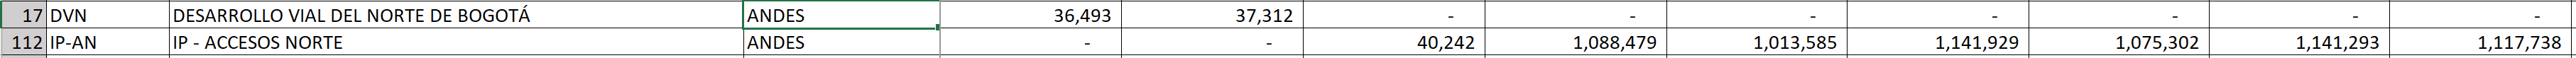 17 DVN DESARROLLO VIAL DEL NORTE DE BOGOTÁ ANDES 36,493 37,312 - - - - - - -
112 IP-AN IP - ACCESOS NORTE ANDES - - 40,242 1,088,479 1,013,585 1,141,929 1,075,302 1,141,293 1,117,738